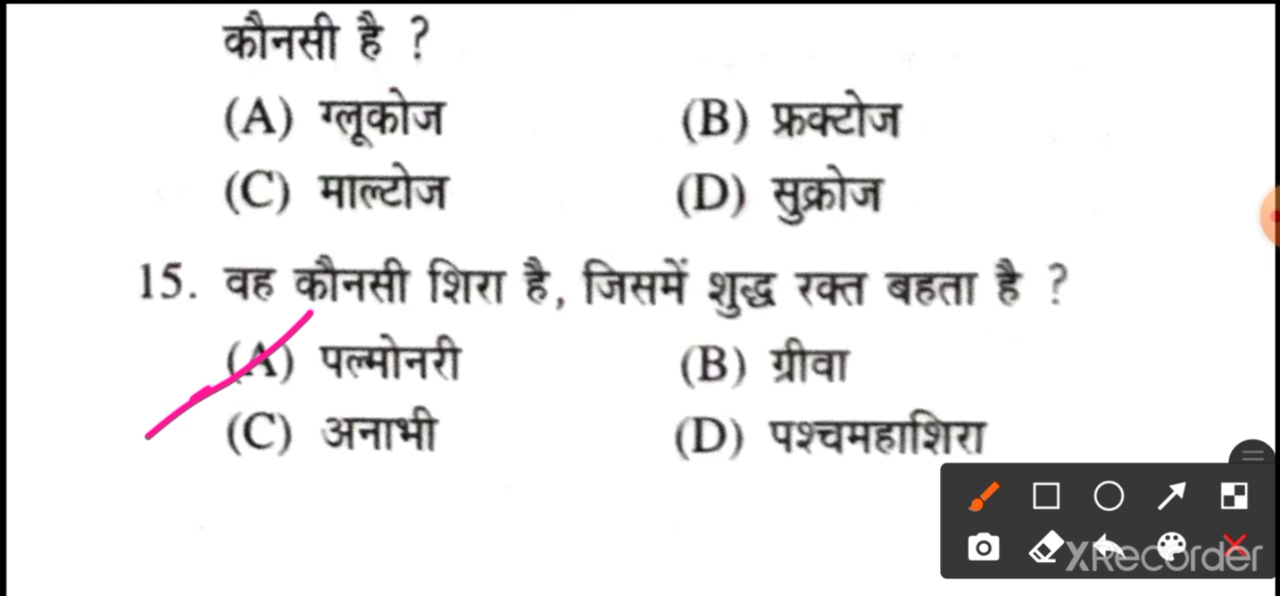 कौनसी है ?
(A) ग्लूकोज (B) फ्रक्टोज
(C) माल्टोज (D) सुक्रोज
15. वह कौनसी शिरा है, जिसमें शुद्ध रक्त बहता है ?
(A) पल्मोनरी (B) ग्रीवा
(C) अनाभी (D) पश्चमहाशिरा
XRecorder